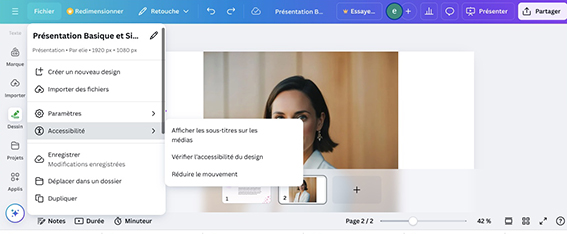 Fichier
Redimensionner
Retouche
Présentation B...
Essaye...
e
Présenter
Partager
Texte
Marque
Importer
Dessin
Projets
Applis
Présentation Basique et Si...
Présentation • Par elie • 1920 px × 1080 px
Créer un nouveau design
Importer des fichiers
Paramètres
Accessibilité
Enregistrer
Modifications enregistrées
Déplacer dans un dossier
Dupliquer
Afficher les sous-titres sur les
médias
Vérifier l'accessibilité du design
Réduire le mouvement
1
2
Notes
Durée
Minuteur
Page 2 / 2
42 %